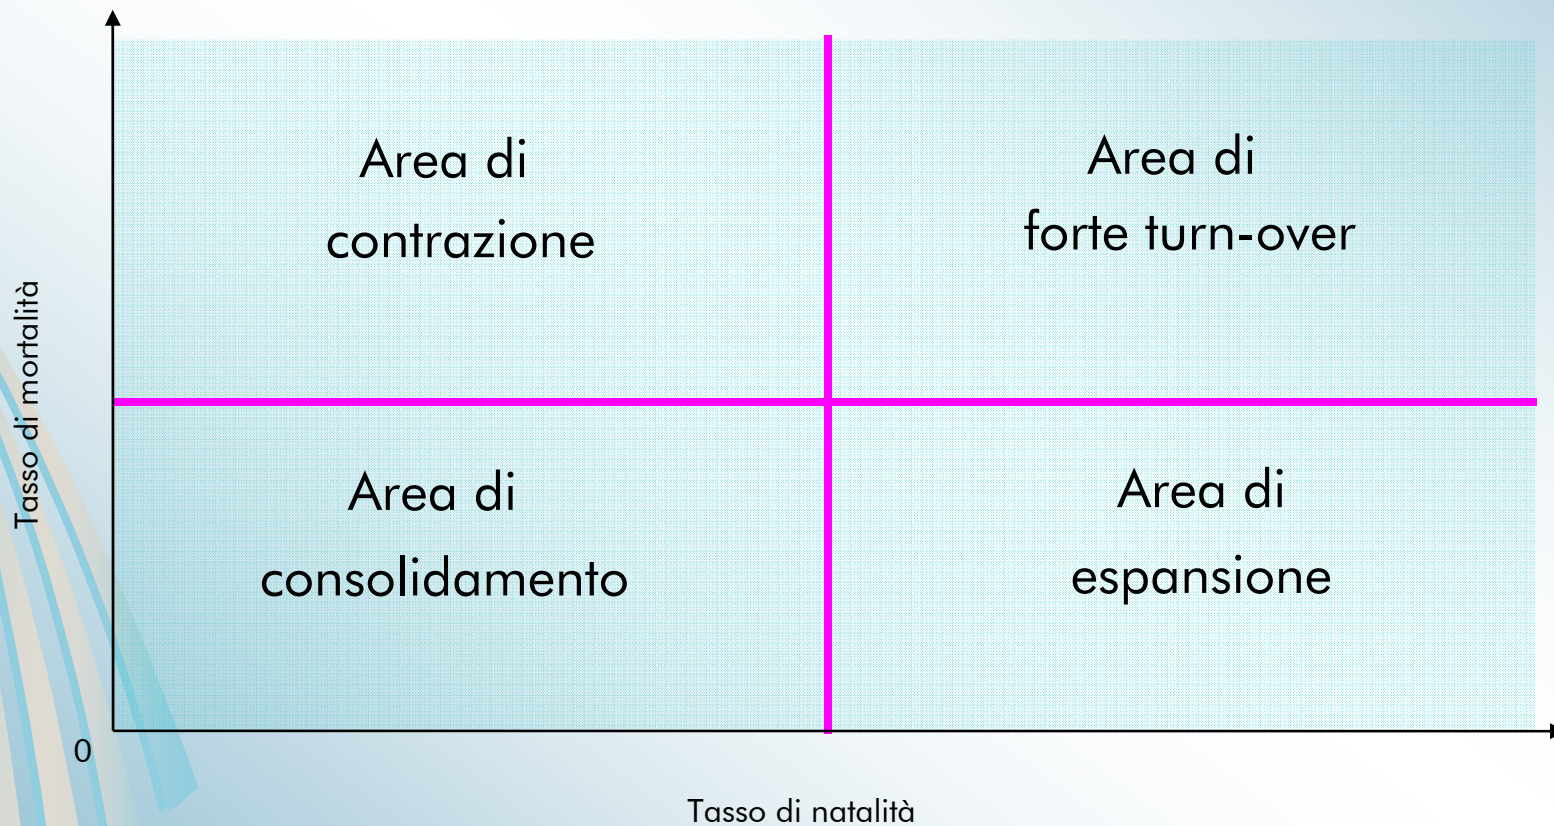 Area di
contrazione
Area di
forte turn-over
Tasso di mortalità
Area di
consolidamento
Area di
espansione
0
Tasso di natalità